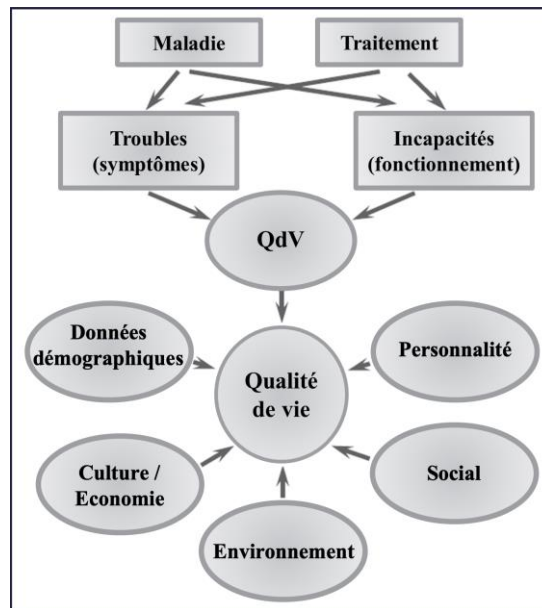 Maladie
Traitement
Troubles
(symptômes)
Incapacités
(fonctionnement)
QdV
Données
démographiques
Personnalité
Qualité
de vie
Culture /
Economie
Social
Environnement